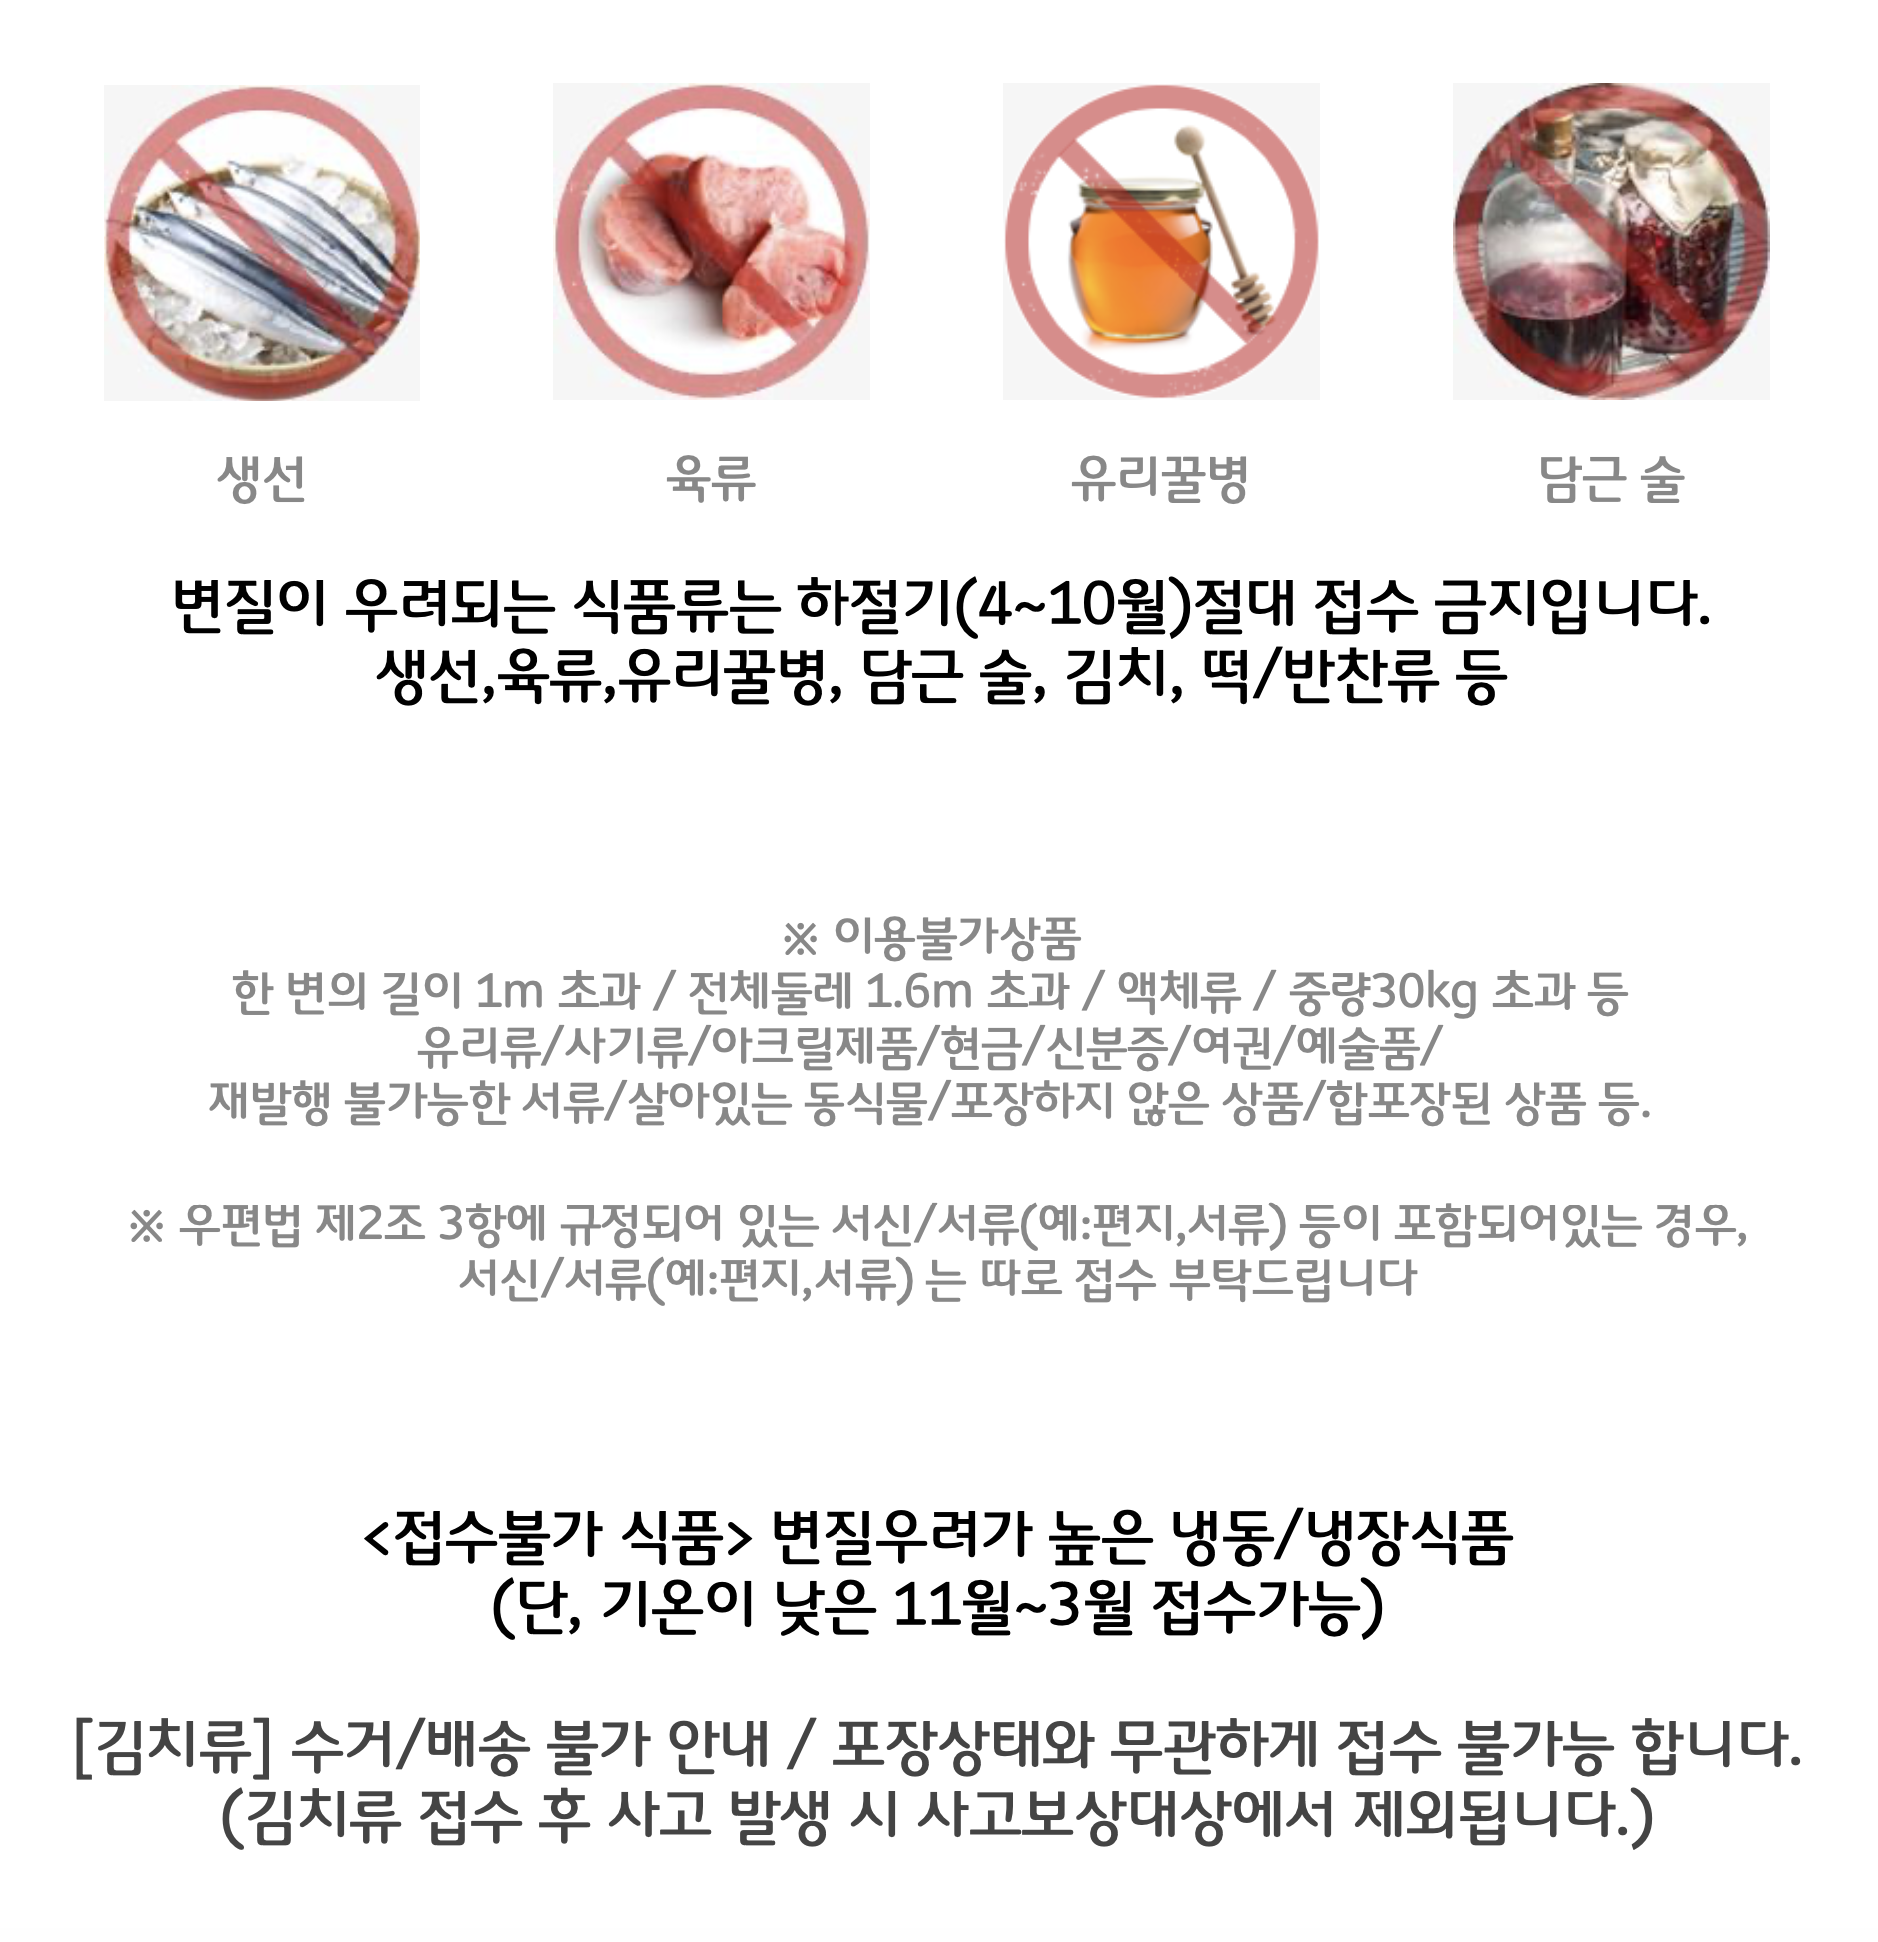 생선
육류
유리꿀병
담근 술
변질이 우려되는 식품류는 하절기(4~10월)절대 접수 금지입니다.
생선,육류,유리꿀병, 담근 술, 김치, 떡/반찬류 등
※ 이용불가상품
한 변의 길이 1m 초과 / 전체둘레 1.6m 초과 / 액체류 / 중량30kg 초과 등
유리류/사기류/아크릴제품/현금/신분증/여권/예술품/
재발행 불가능한 서류/살아있는 동식물/포장하지 않은 상품/합포장된 상품 등.
※ 우편법 제2조 3항에 규정되어 있는 서신/서류(예:편지,서류) 등이 포함되어있는 경우,
서신/서류(예:편지,서류) 는 따로 접수 부탁드립니다
<접수불가 식품> 변질우려가 높은 냉동/냉장식품
(단, 기온이 낮은 11월~3월 접수가능)
[김치류] 수거/배송 불가 안내 / 포장상태와 무관하게 접수 불가능 합니다.
(김치류 접수 후 사고 발생 시 사고보상대상에서 제외됩니다.)